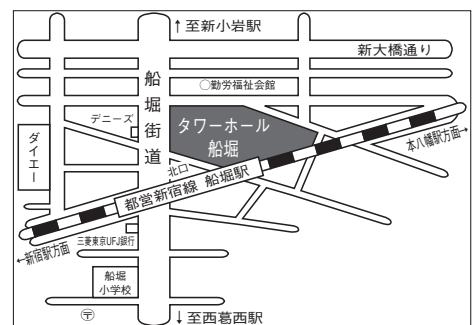 ↑至新小岩駅
新大橋通り
船堀街道
○勤労福祉会館
デニーズ
タワーホール
船堀
ダイエー
本八幡駅方面→
北口
都営新宿線 船堀駅
←新宿駅方面
三菱東京UFJ銀行
船堀
小学校
〒
↓至西葛西駅